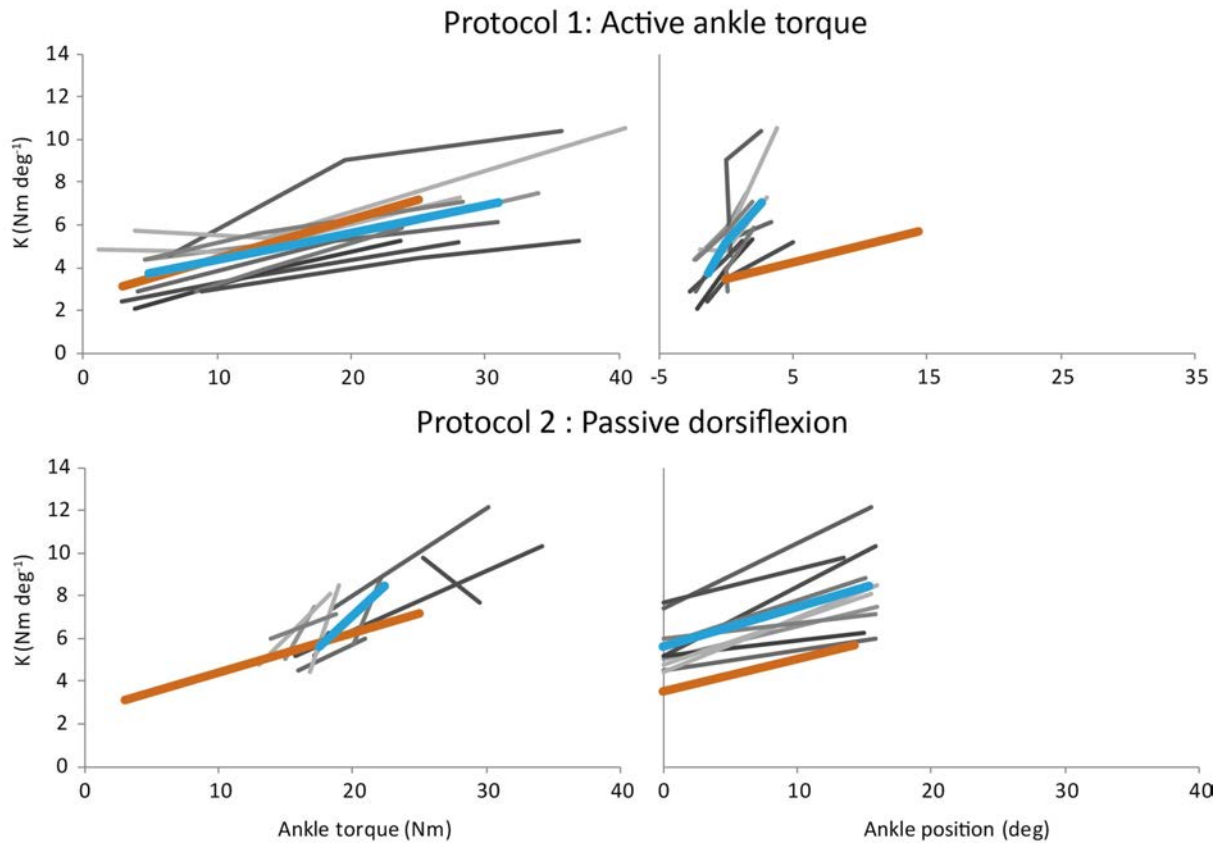 Protocol 1: Active ankle torque
K (Nm deg⁻¹)
14
12
10
8
6
4
2
0
0 10 20 30 40
-5 5 15 25 35
Protocol 2 : Passive dorsiflexion
K (Nm deg⁻¹)
14
12
10
8
6
4
2
0
0 10 20 30 40
0 10 20 30 40
Ankle torque (Nm)
Ankle position (deg)